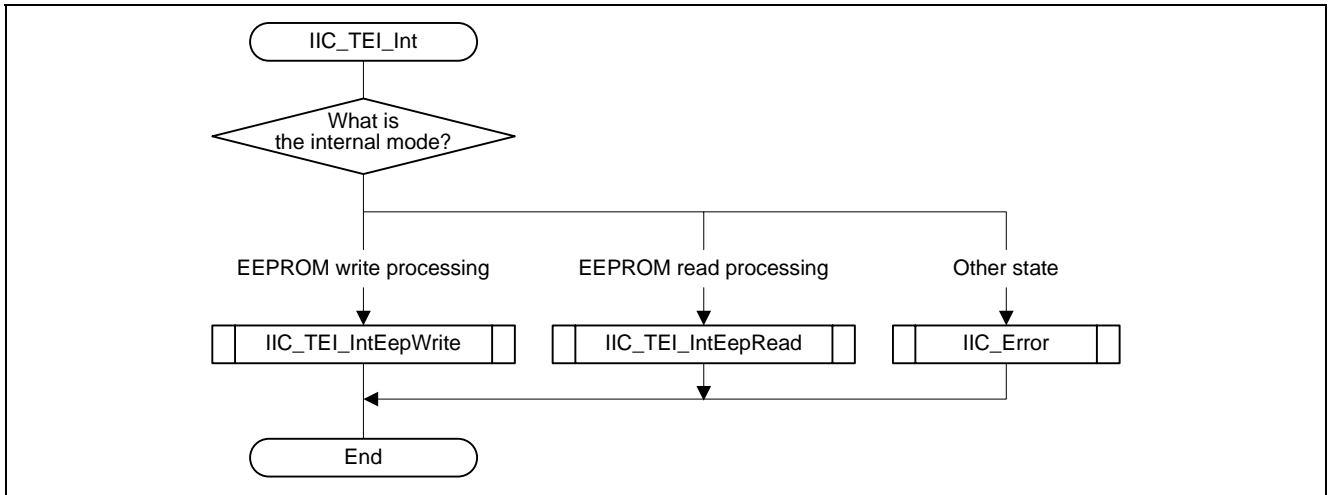 IIC_TEI_Int
What is
the internal mode?
EEPROM write processing
EEPROM read processing
Other state
IIC_TEI_IntEepWrite
IIC_TEI_IntEepRead
IIC_Error
End